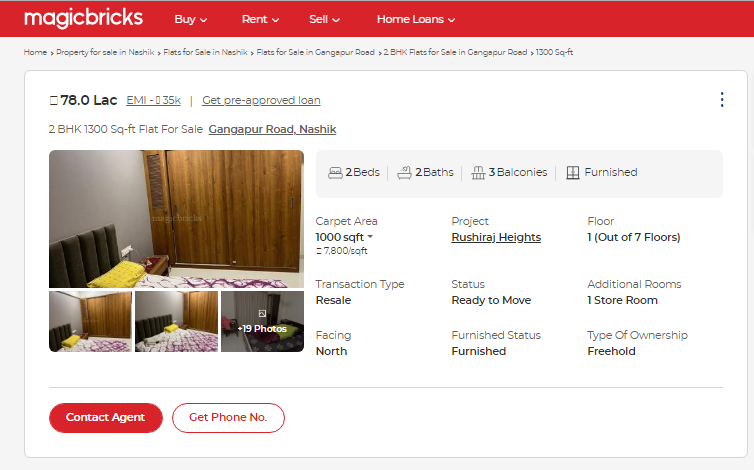 magicbricks
Buy Rent Sell Home Loans
Home > Property for sale in Nashik > Flats for Sale in Nashik > Flats for Sale in Gangapur Road > 2 BHK Flats for Sale in Gangapur Road > 1300 Sq-ft
▯ 78.0 Lac EMI - ▯ 35k | Get pre-approved loan
2 BHK 1300 Sq-ft Flat For Sale Gangapur Road, Nashik
magicbricks
+19 Photos
2 Beds 2 Baths 3 Balconies Furnished
Carpet Area Project Floor
1000 sqft Rushiraj Heights 1 (Out of 7 Floors)
▯ 7,800/sqft
Transaction Type Status Additional Rooms
Resale Ready to Move 1 Store Room
Facing Furnished Status Type Of Ownership
North Furnished Freehold
Contact Agent Get Phone No.